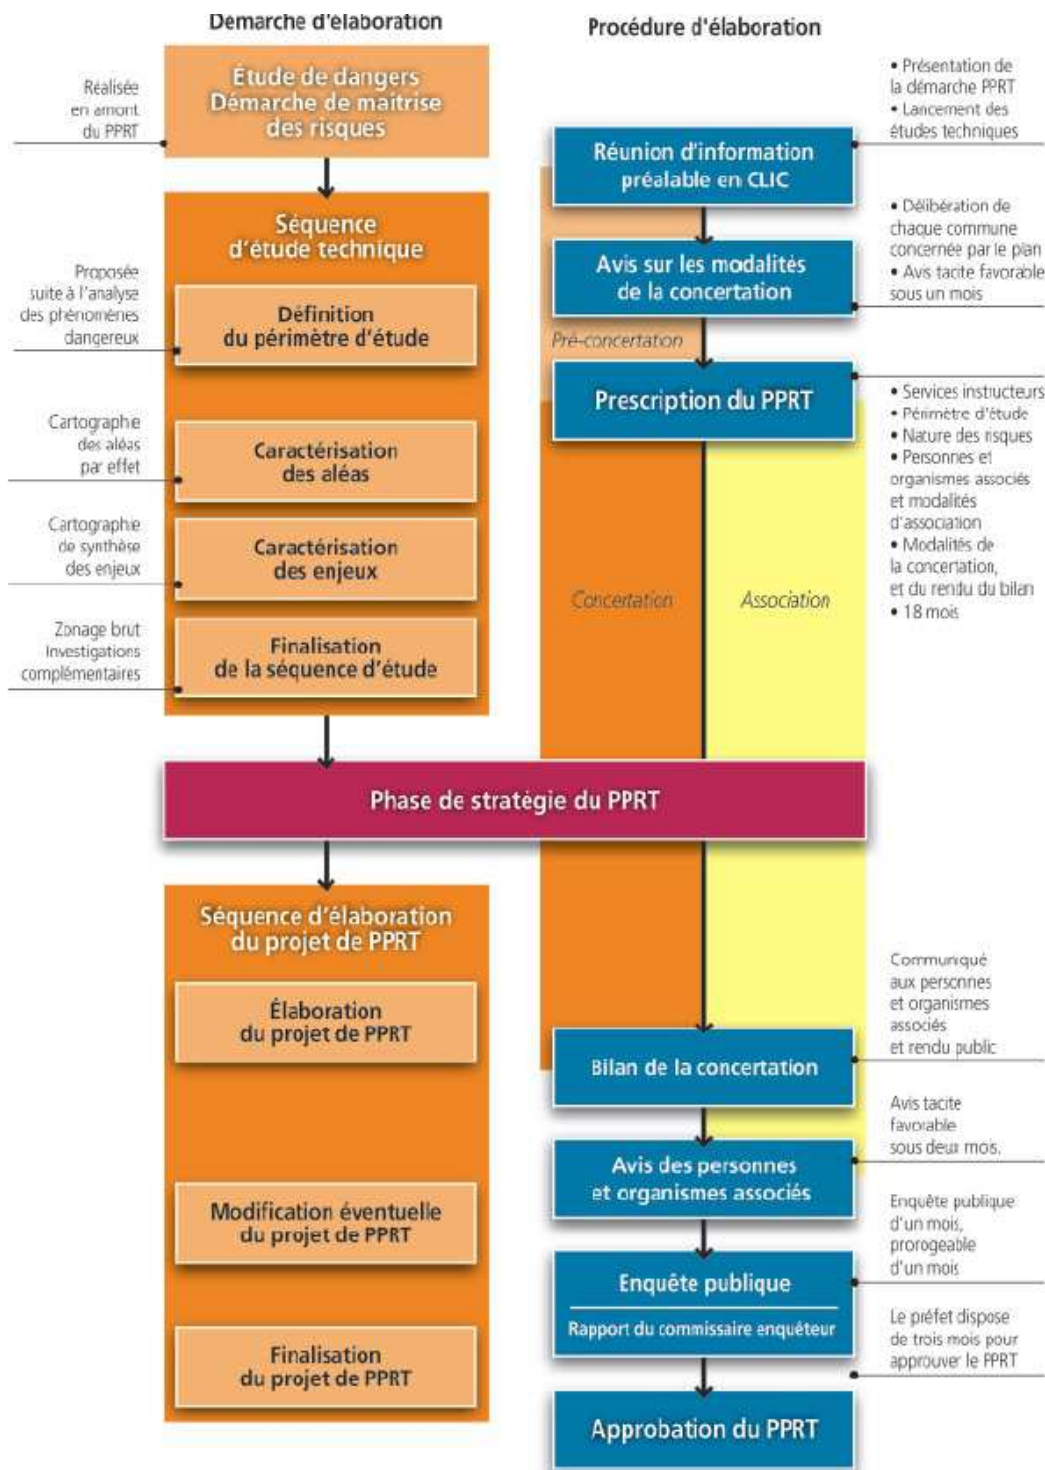 Démarche d'élaboration
Procédure d'élaboration
Réalisée
en amont
du PPRT
Étude de dangers
Démarche de maîtrise
des risques
Séquence
d'étude technique
Proposée
suite à l'analyse
des phénomènes
dangereux
Définition
du périmètre d'étude
Cartographie
des aléas
par effet
Caractérisation
des aléas
Cartographie
de synthèse
des enjeux
Caractérisation
des enjeux
Zonage brut
Investigations
complémentaires
Finalisation
de la séquence d'étude
Réunion d'information
préalable en CLIC
• Présentation de
la démarche PPRT
• Lancement des
études techniques
Avis sur les modalités
de la concertation
• Délibération de
chaque commune
concernée par le plan
• Avis tacite favorable
sous un mois
Pré-concertation
Prescription du PPRT
• Services instructeurs
• Périmètre d'étude
• Nature des risques
• Personnes et
organismes associés
et modalités
d'association
• Modalités de
la concertation,
et du rendu du bilan
• 18 mois
Concertation
Association
Phase de stratégie du PPRT
Séquence d'élaboration
du projet de PPRT
Élaboration
du projet de PPRT
Modification éventuelle
du projet de PPRT
Finalisation
du projet de PPRT
Bilan de la concertation
Communiqué
aux personnes
et organismes
associés
et rendu public
Avis des personnes
et organismes associés
Avis tacite
favorable
sous deux mois.
Enquête publique
Rapport du commissaire enquêteur
Enquête publique
d'un mois,
prorogeable
d'un mois
Le préfet dispose
de trois mois pour
approuver le PPRT
Approbation du PPRT